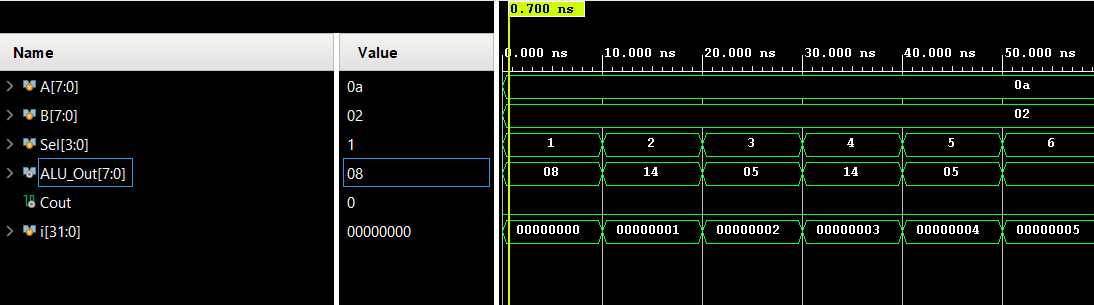 0.700 ns
Name Value 0.000 ns 10.000 ns 20.000 ns 30.000 ns 40.000 ns 50.000 ns
A[7:0] 0a 0a
B[7:0] 02 02
Sel[3:0] 1 1 2 3 4 5 6
ALU_Out[7:0] 08 08 14 05 14 05
Cout 0
i[31:0] 00000000 00000000 00000001 00000002 00000003 00000004 00000005